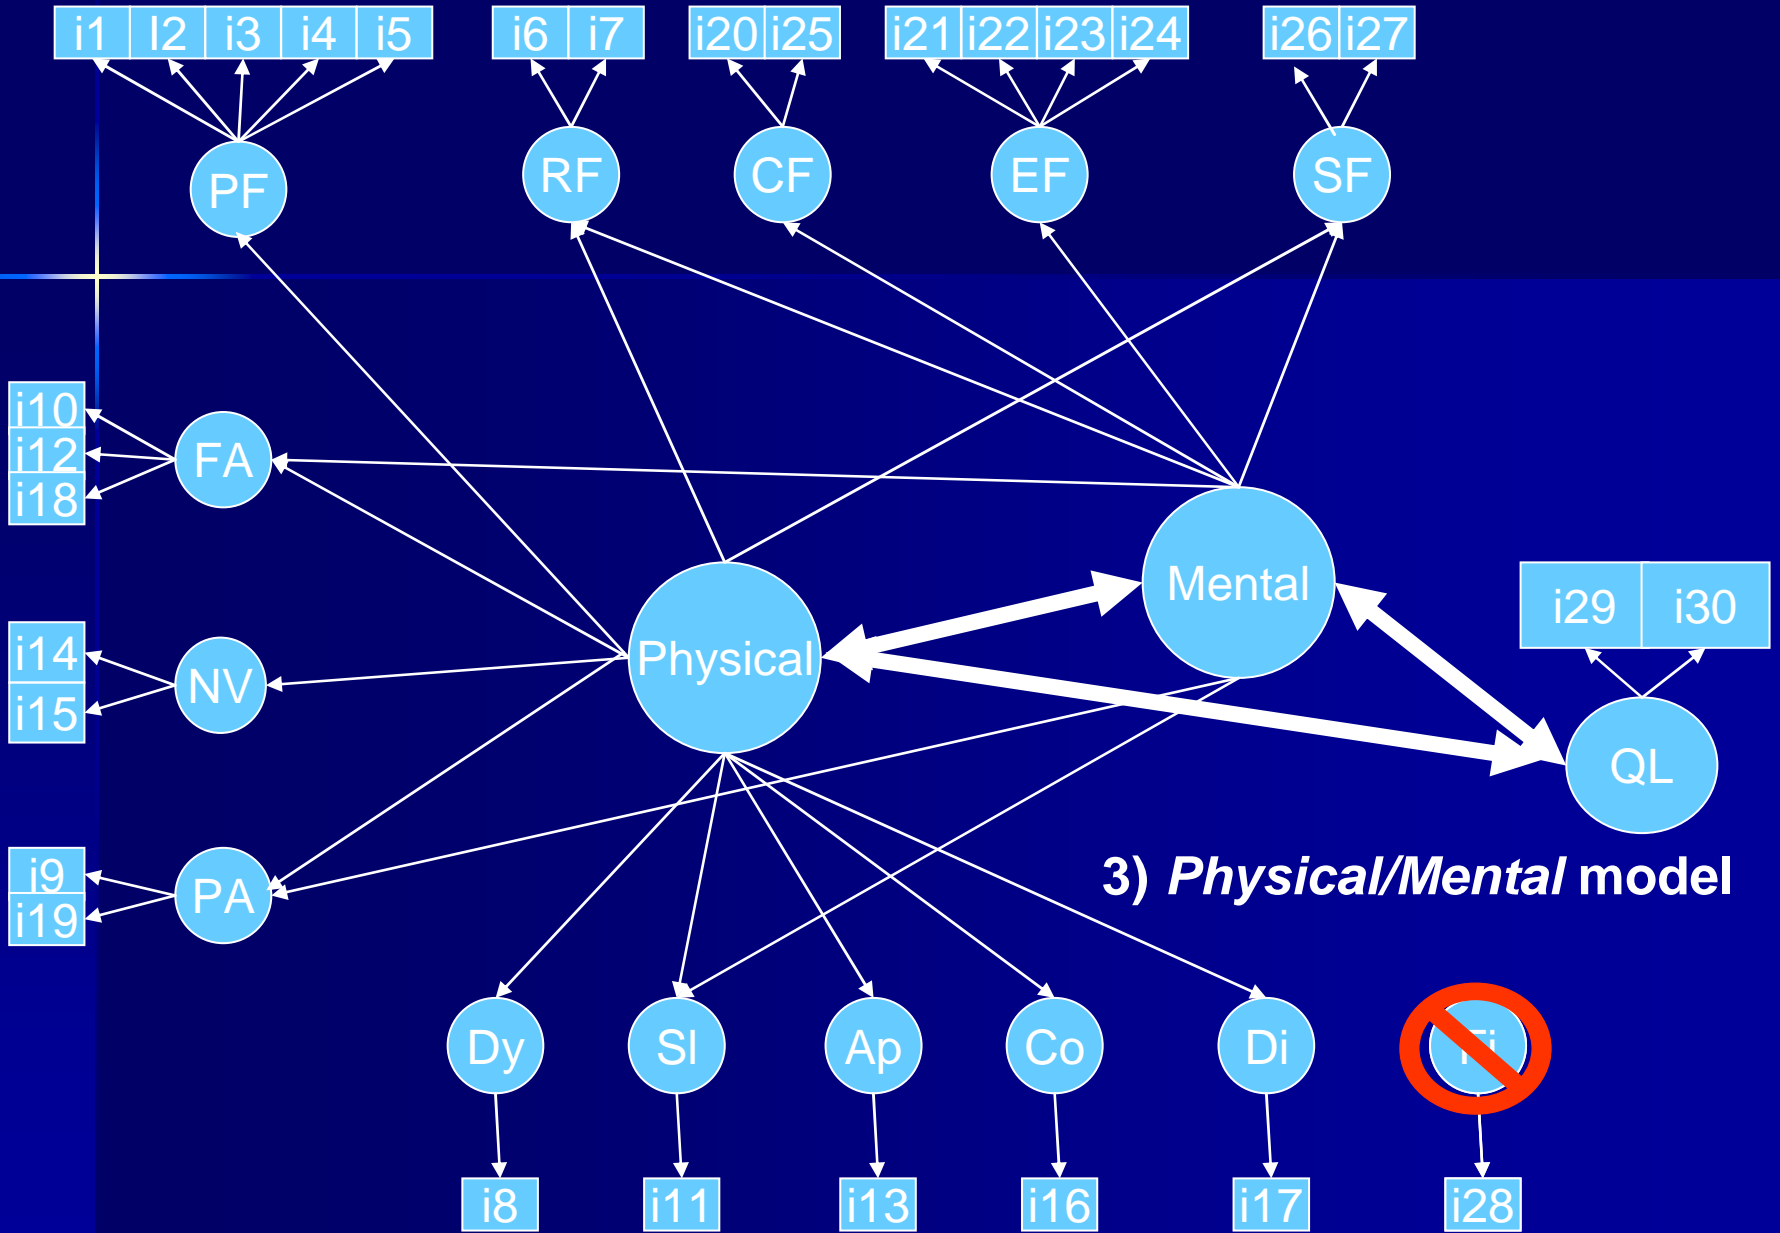 i1 I2 i3 i4 i5 i6 i7 i20 i25 i21 i22 i23 i24 i26 i27
PF RF CF EF SF
i10
i12
i18
FA
Mental
i29 i30
Physical
i14
i15
NV
QL
i9
i19
PA
3) Physical/Mental model
Dy Sl Ap Co Di Fi
i8 i11 i13 i16 i17 i28